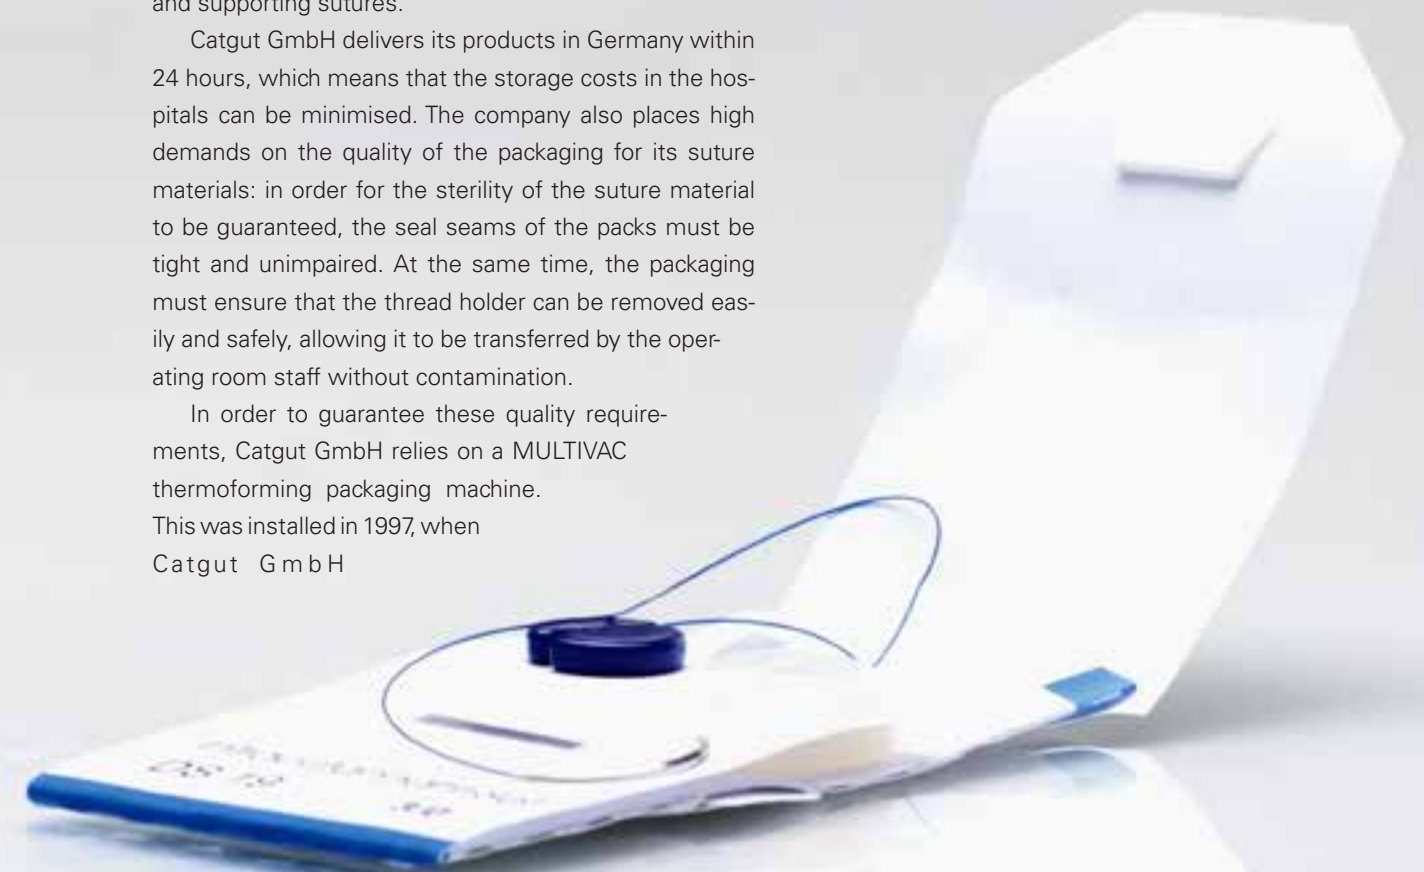 and supporting sutures.
Catgut GmbH delivers its products in Germany within
24 hours, which means that the storage costs in the hos-
pitals can be minimised. The company also places high
demands on the quality of the packaging for its suture
materials: in order for the sterility of the suture material
to be guaranteed, the seal seams of the packs must be
tight and unimpaired. At the same time, the packaging
must ensure that the thread holder can be removed eas-
ily and safely, allowing it to be transferred by the oper-
ating room staff without contamination.
In order to guarantee these quality require-
ments, Catgut GmbH relies on a MULTIVAC
thermoforming packaging machine.
This was installed in 1997, when
Catgut GmbH